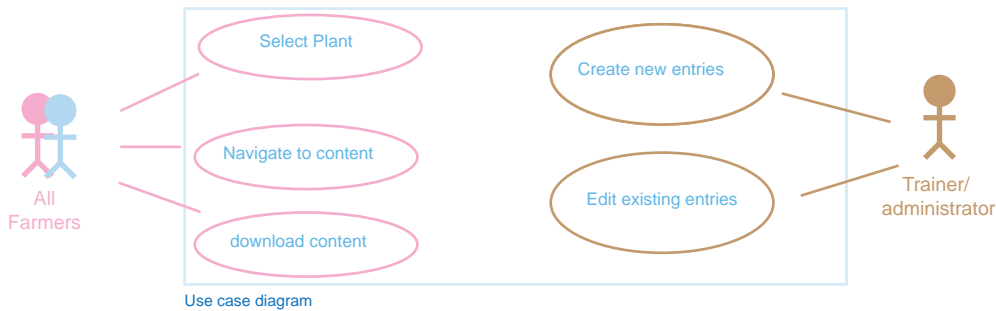 Select Plant
Create new entries
Navigate to content
Edit existing entries
download content
All
Farmers
Trainer/
administrator
Use case diagram